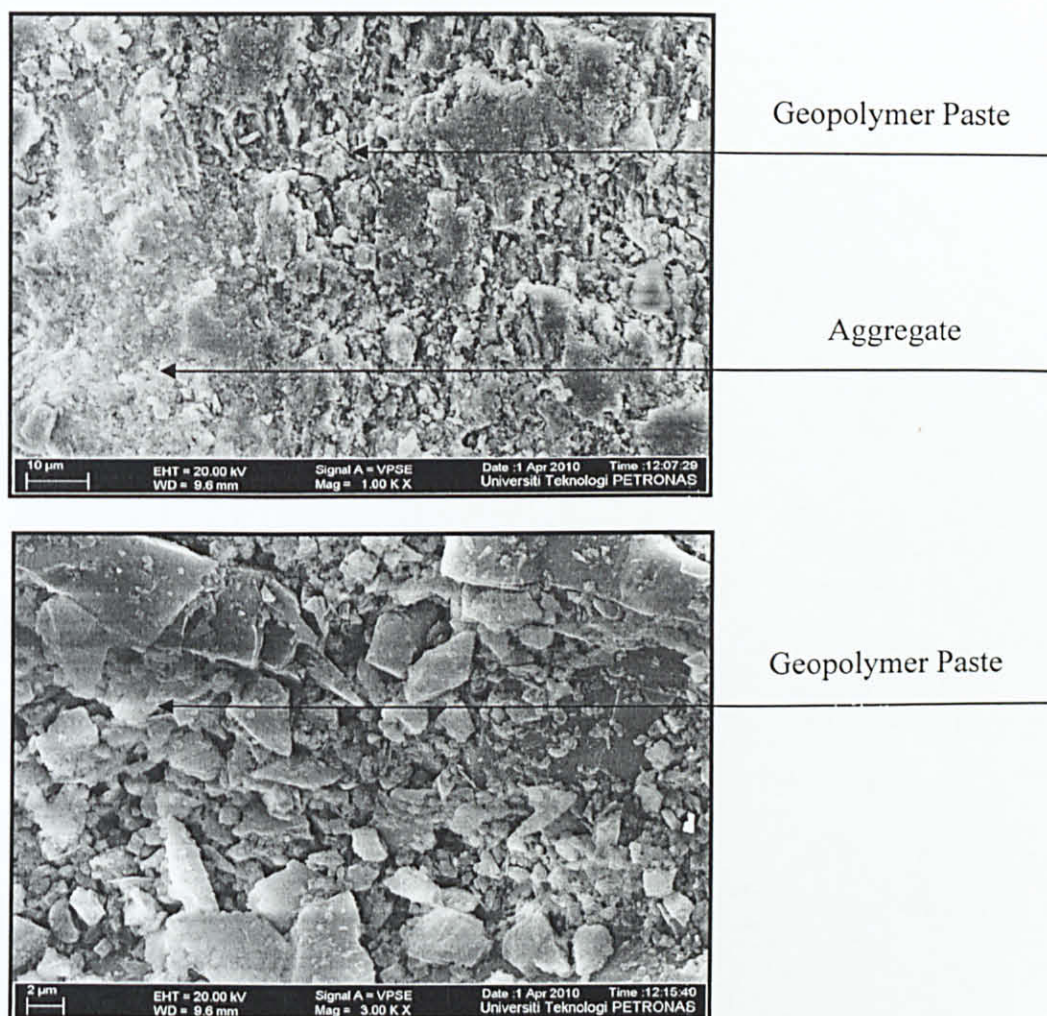 Geopolymer Paste
Aggregate
10 µm
EHT = 20.00 kV
Signal A = VPSE
Date :1 Apr 2010
Time :12:07:29
WD = 9.6 mm
Mag = 1.00 K X
Universiti Teknologi PETRONAS
Geopolymer Paste
2 µm
EHT = 20.00 kV
Signal A = VPSE
Date :1 Apr 2010
Time :12:15:40
WD = 9.6 mm
Mag = 3.00 K X
Universiti Teknologi PETRONAS